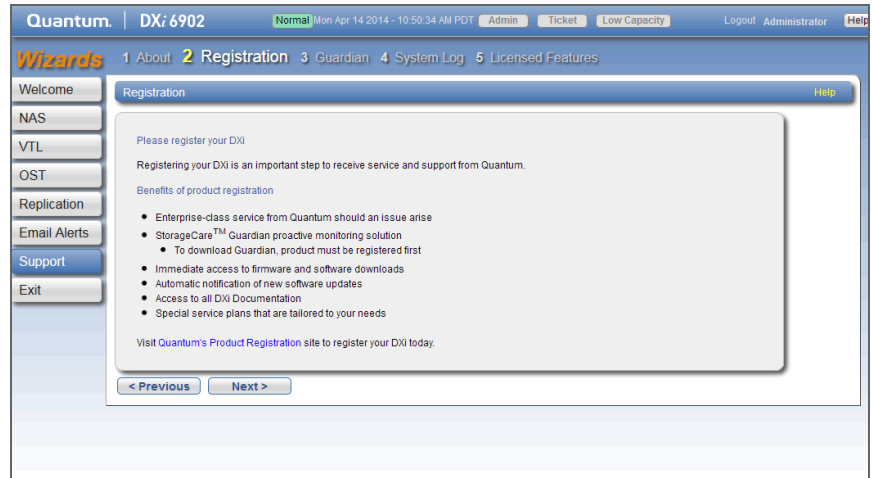 Quantum. | DXi 6902 Normal Mon Apr 14 2014 - 10:50:34 AM PDT Admin Ticket Low Capacity Logout Administrator Help
Wizards 1 About 2 Registration 3 Guardian 4 System Log 5 Licensed Features
Welcome
NAS
VTL
OST
Replication
Email Alerts
Support
Exit
Registration Help
Please register your DXi
Registering your DXi is an important step to receive service and support from Quantum.
Benefits of product registration
• Enterprise-class service from Quantum should an issue arise
• StorageCare™ Guardian proactive monitoring solution
• To download Guardian, product must be registered first
• Immediate access to firmware and software downloads
• Automatic notification of new software updates
• Access to all DXi Documentation
• Special service plans that are tailored to your needs
Visit Quantum's Product Registration site to register your DXi today.
< Previous Next >